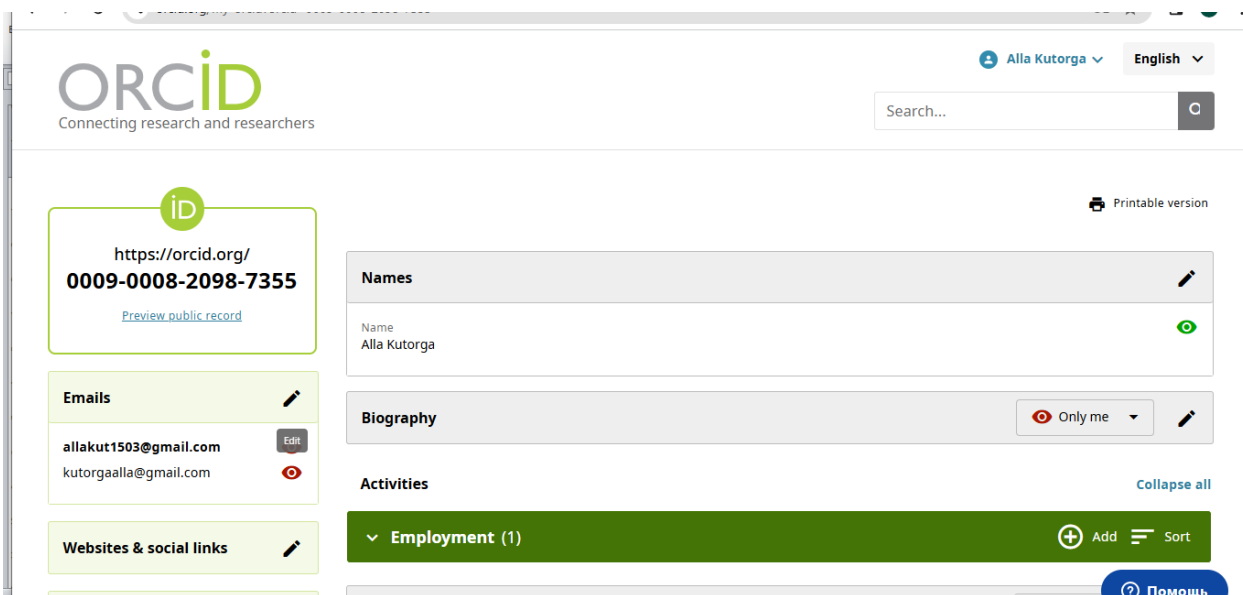 Alla Kutorga
English
ORCID
Connecting research and researchers
Search...
Printable version
iD
https://orcid.org/
0009-0008-2098-7355
Preview public record
Names
Name
Alla Kutorga
Emails
Edit
allakut1503@gmail.com
kutorgaalla@gmail.com
Biography
Only me
Activities
Collapse all
Employment (1)
Add
Sort
Websites & social links
Помощь